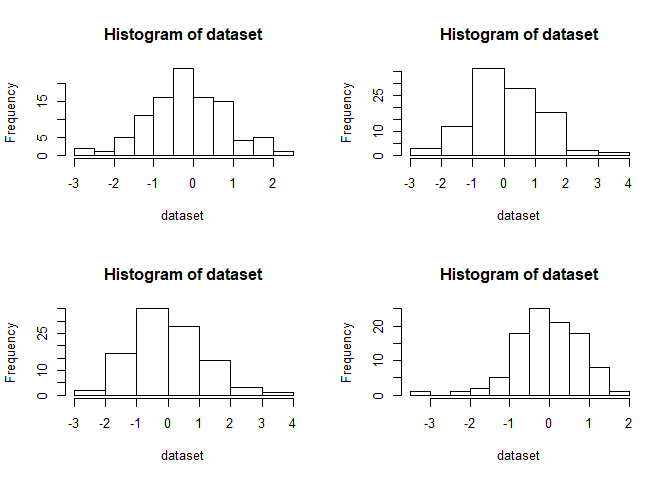 Histogram of dataset
Frequency
5 15
-3 -2 -1 0 1 2
0
dataset
Histogram of dataset
Frequency
0 10 25
-3 -2 -1 0 1 2 3 4
dataset
Histogram of dataset
Frequency
0 10 25
-3 -2 -1 0 1 2 3 4
dataset
Histogram of dataset
Frequency
0 10 20
-3 -2 -1 0 1 2
dataset